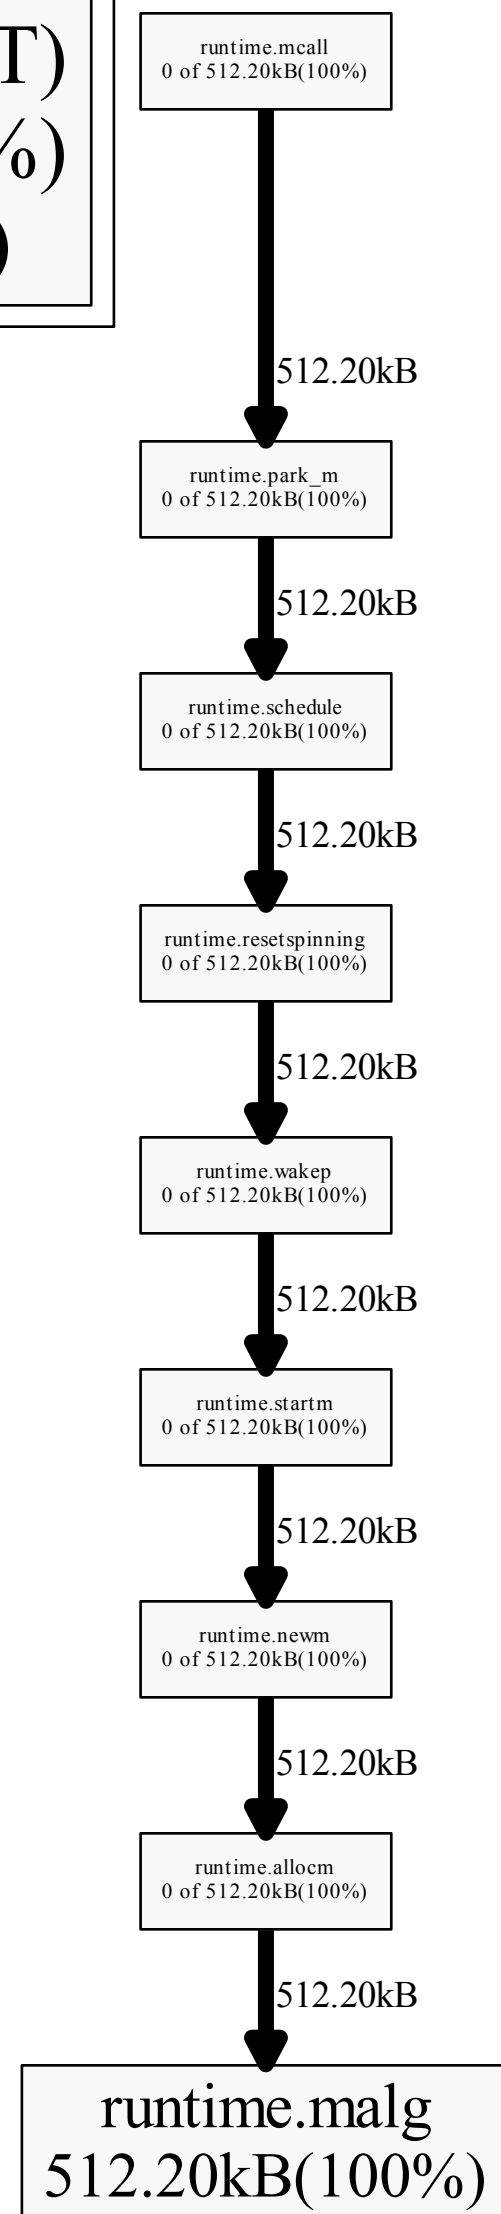 T)
%)
)
runtime.mcall
0 of 512.20kB(100%)
512.20kB
runtime.park_m
0 of 512.20kB(100%)
512.20kB
runtime.schedule
0 of 512.20kB(100%)
512.20kB
runtime.resetspinning
0 of 512.20kB(100%)
512.20kB
runtime.wakep
0 of 512.20kB(100%)
512.20kB
runtime.startm
0 of 512.20kB(100%)
512.20kB
runtime.newm
0 of 512.20kB(100%)
512.20kB
runtime.allocm
0 of 512.20kB(100%)
512.20kB
runtime.malg
512.20kB(100%)